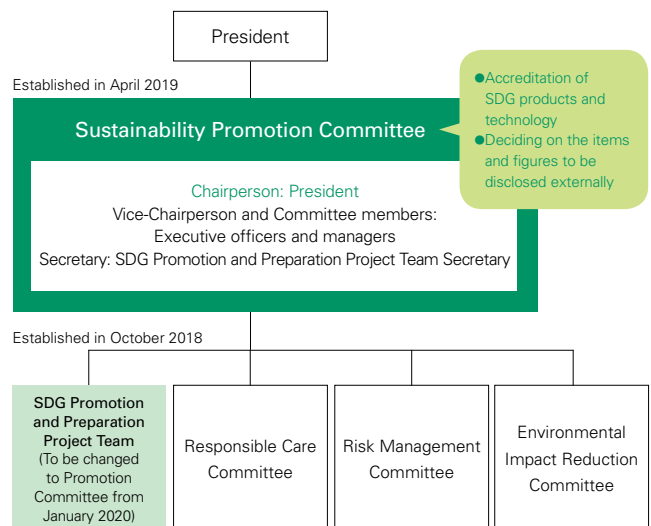 President
Established in April 2019
Sustainability Promotion Committee
●Accreditation of
SDG products and
technology
●Deciding on the items
and figures to be
disclosed externally
Chairperson: President
Vice-Chairperson and Committee members:
Executive officers and managers
Secretary: SDG Promotion and Preparation Project Team Secretary
Established in October 2018
SDG Promotion
and Preparation
Project Team
(To be changed
to Promotion
Committee from
January 2020)
Responsible Care
Committee
Risk Management
Committee
Environmental
Impact Reduction
Committee